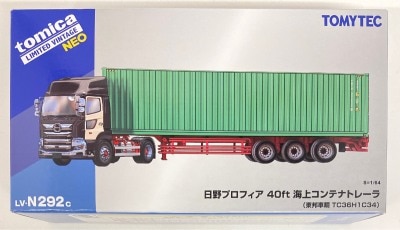 tomica
LIMITED VINTAGE
NEO
TOMYTEC
S=1/64
日野プロフィア 40ft 海上コンテナトレーラ
(東邦車輛 TC36H1C34)
LV-N292c